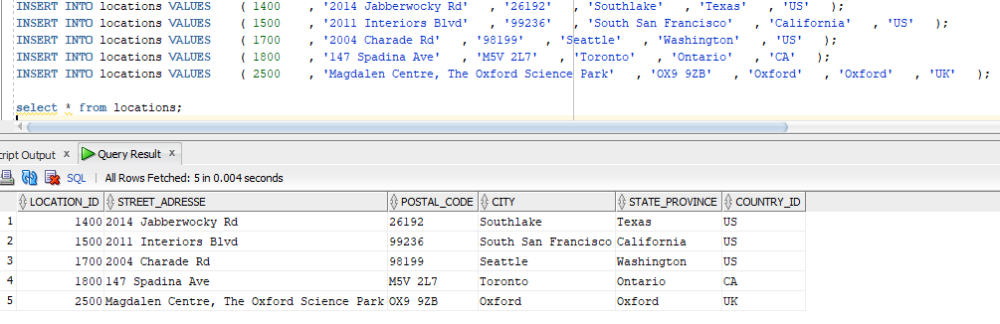 INSERT INTO locations VALUES ( 1400 , '2014 Jabberwocky Rd' , '26192' , 'Southlake' , 'Texas' , 'US' );
INSERT INTO locations VALUES ( 1500 , '2011 Interiors Blvd' , '99236' , 'South San Francisco' , 'California' , 'US' );
INSERT INTO locations VALUES ( 1700 , '2004 Charade Rd' , '98199' , 'Seattle' , 'Washington' , 'US' );
INSERT INTO locations VALUES ( 1800 , '147 Spadina Ave' , 'M5V 2L7' , 'Toronto' , 'Ontario' , 'CA' );
INSERT INTO locations VALUES ( 2500 , 'Magdalen Centre, The Oxford Science Park' , 'OX9 9ZB' , 'Oxford' , 'Oxford' , 'UK' );
select * from locations;
cript Output x Query Result x
SQL | All Rows Fetched: 5 in 0.004 seconds
LOCATION_ID STREET_ADRESSE POSTAL_CODE CITY STATE_PROVINCE COUNTRY_ID
1 1400 2014 Jabberwocky Rd 26192 Southlake Texas US
2 1500 2011 Interiors Blvd 99236 South San Francisco California US
3 1700 2004 Charade Rd 98199 Seattle Washington US
4 1800 147 Spadina Ave M5V 2L7 Toronto Ontario CA
5 2500 Magdalen Centre, The Oxford Science Park OX9 9ZB Oxford Oxford UK